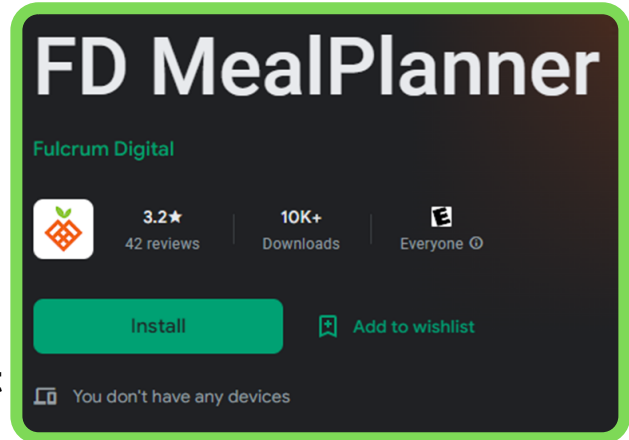 FD MealPlanner
Fulcrum Digital
3.2★ 10K+ E
42 reviews Downloads Everyone
Install Add to wishlist
You don't have any devices